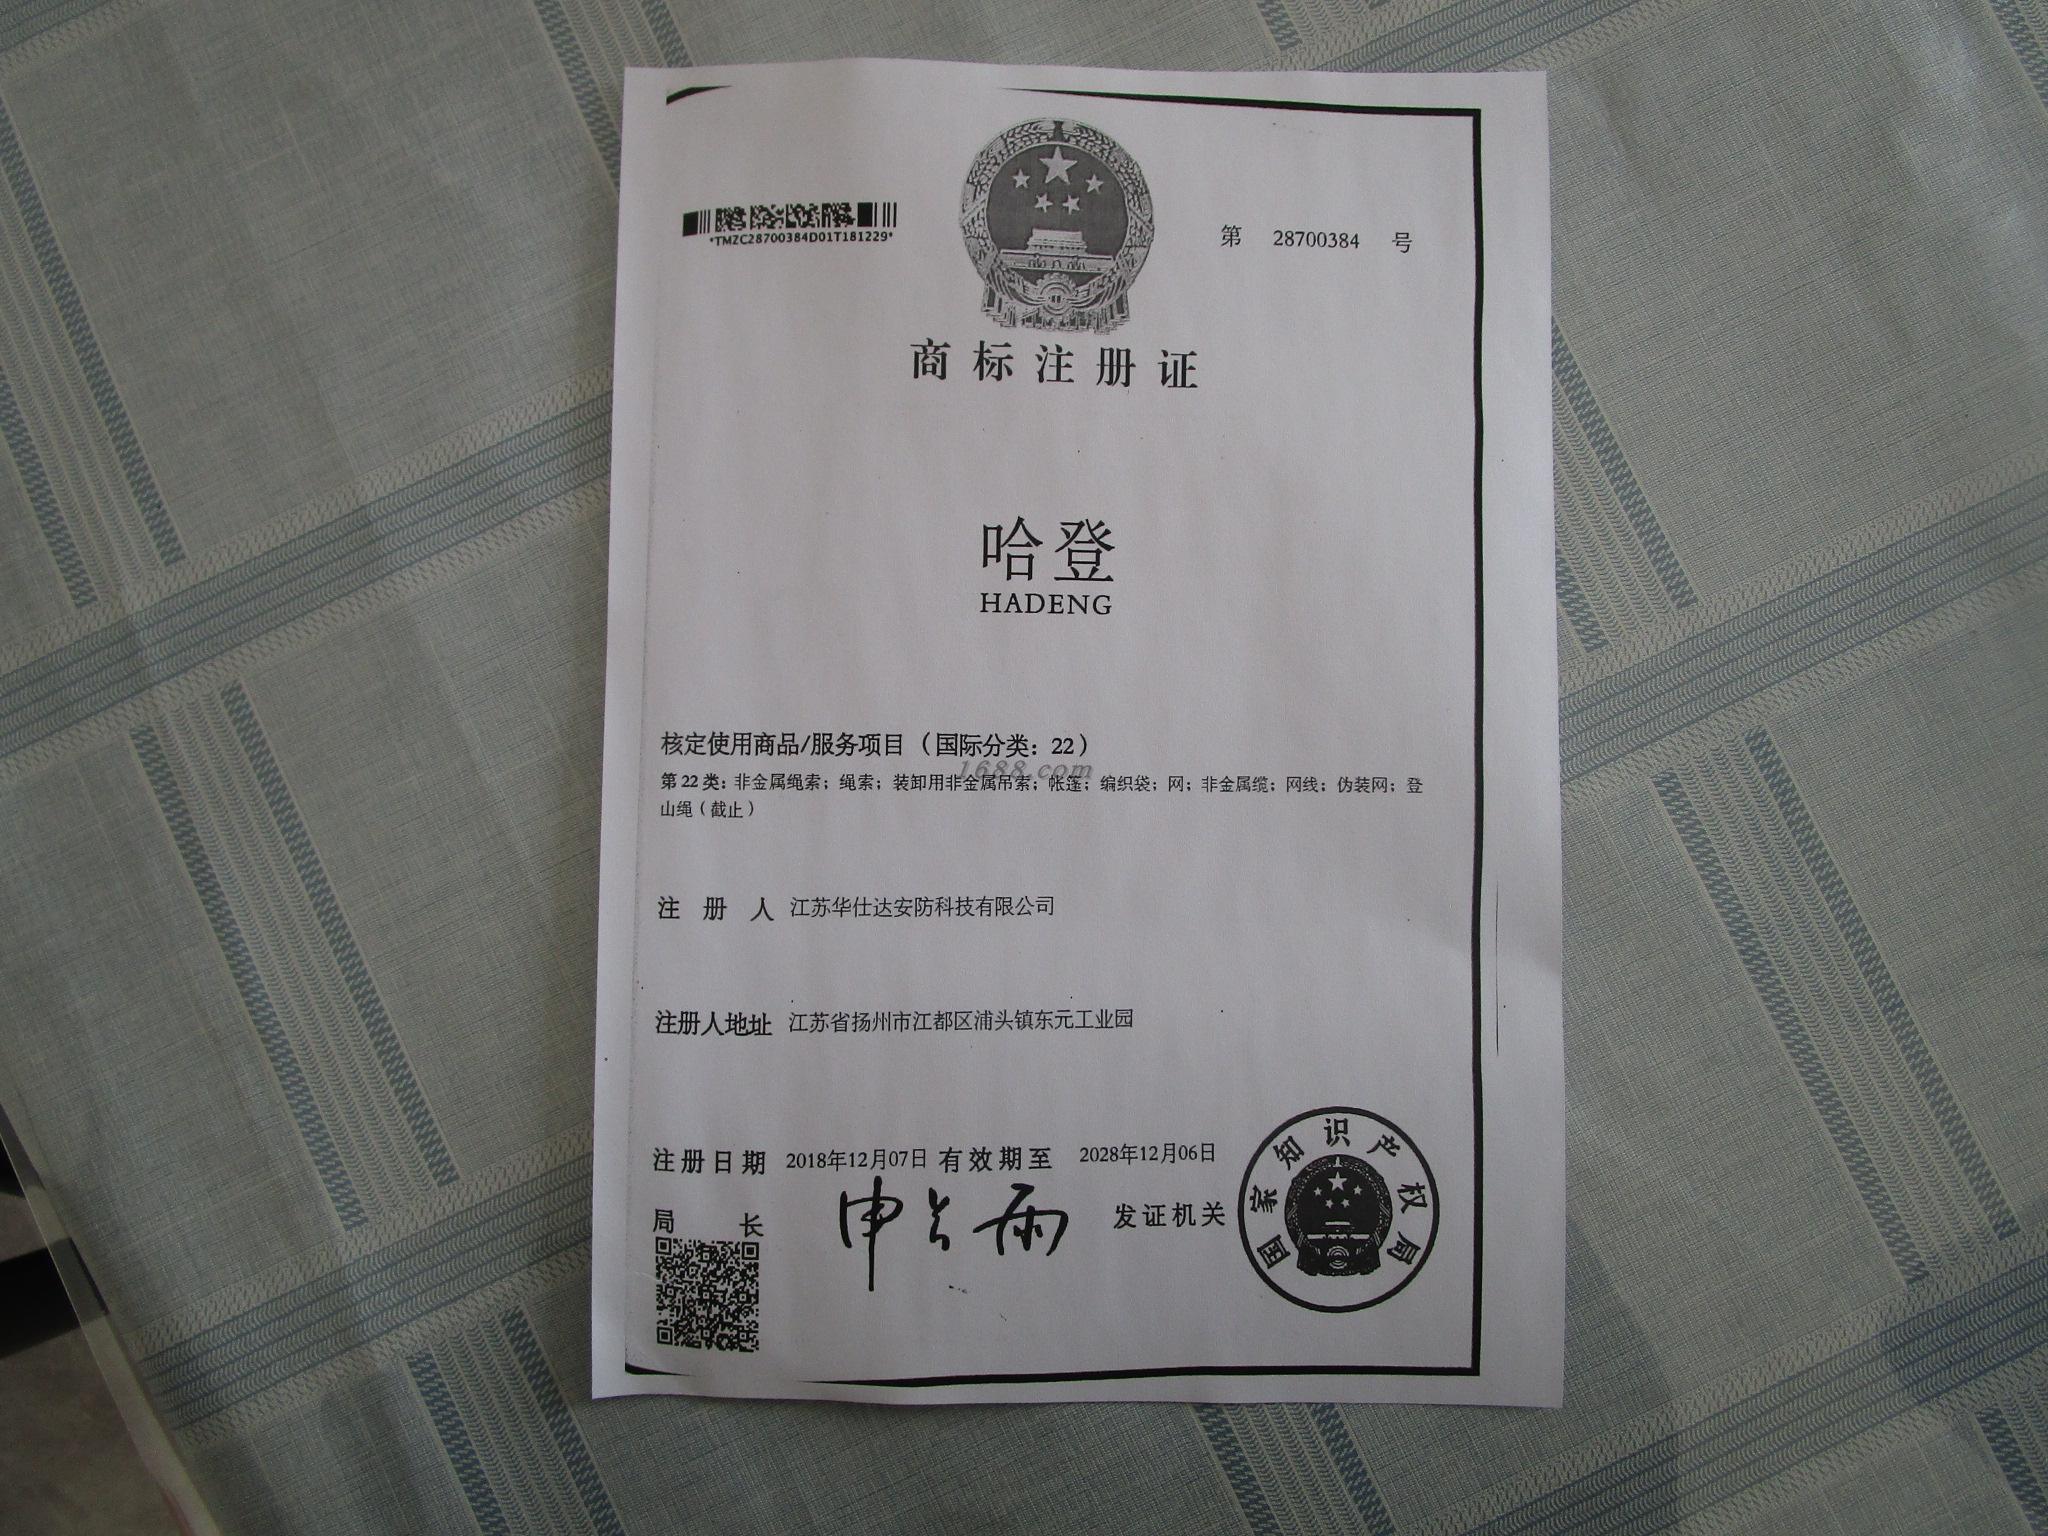 *TMZC28700384D01T181229*
第 28700384 号
商标注册证
哈登
HADENG
核定使用商品/服务项目（国际分类：22）
1688.com
第22类：非金属绳索；绳索；装卸用非金属吊索；帐篷；编织袋；网；非金属缆；网线；伪装网；登
山绳（截止）
注册人 江苏华仕达安防科技有限公司
注册人地址 江苏省扬州市江都区浦头镇东元工业园
注册日期 2018年12月07日 有效期至 2028年12月06日
局长 申长雨 发证机关
国家知识产权局